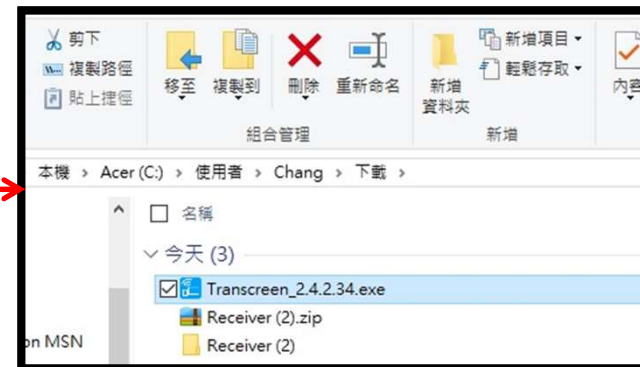 剪下
複製路徑
貼上捷徑
移至
複製到
刪除
重新命名
新增
資料夾
新增項目
輕鬆存取
內容
組合管理
新增
本機 › Acer (C:) › 使用者 › Chang › 下載 ›
名稱
今天 (3)
Transcreen_2.4.2.34.exe
Receiver (2).zip
Receiver (2)
on MSN